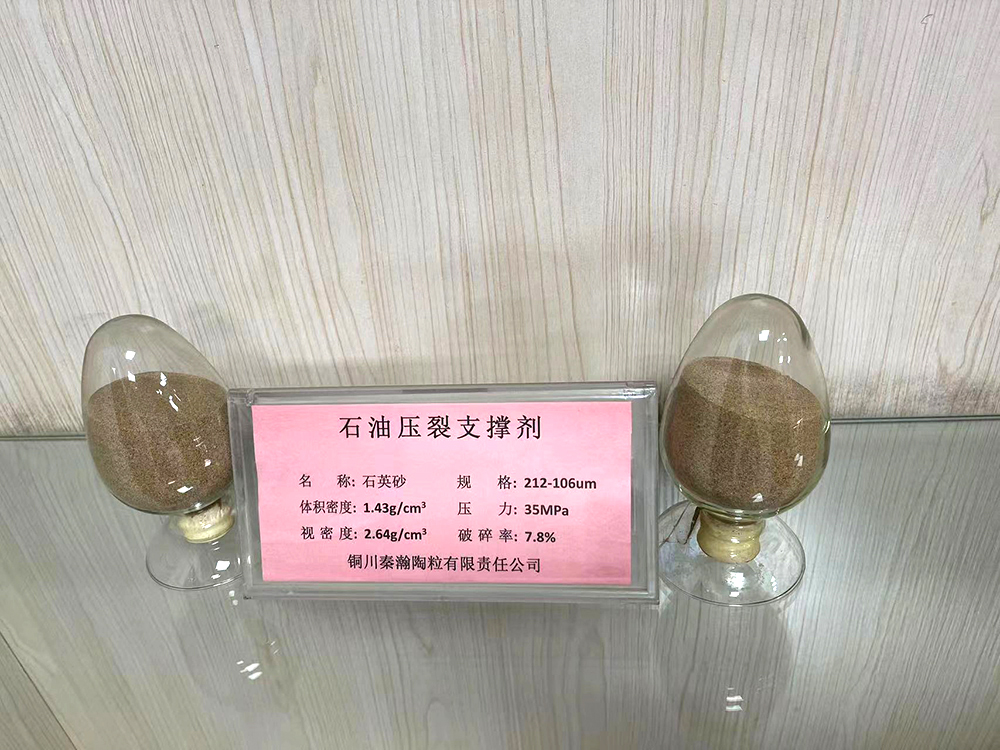 石油压裂支撑剂
名 称: 石英砂 规 格: 212-106um
体积密度: 1.43g/cm³ 压 力: 35MPa
视 密 度: 2.64g/cm³ 破 碎 率: 7.8%
铜川秦瀚陶粒有限责任公司